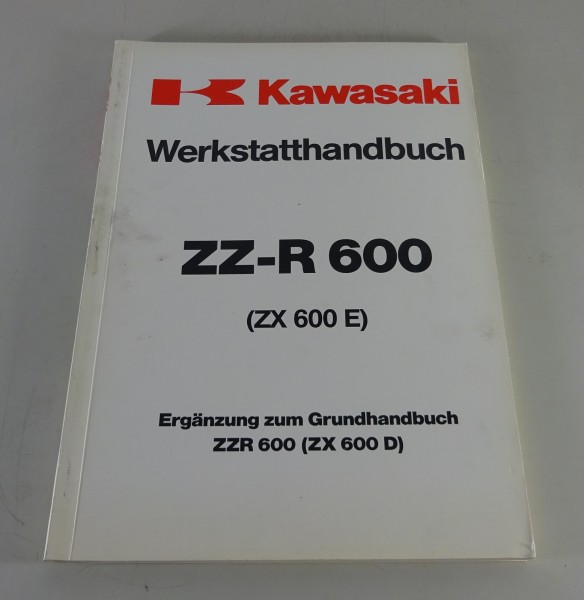 Kawasaki
Werkstatthandbuch
ZZ-R 600
(ZX 600 E)
Ergänzung zum Grundhandbuch
ZZR 600 (ZX 600 D)